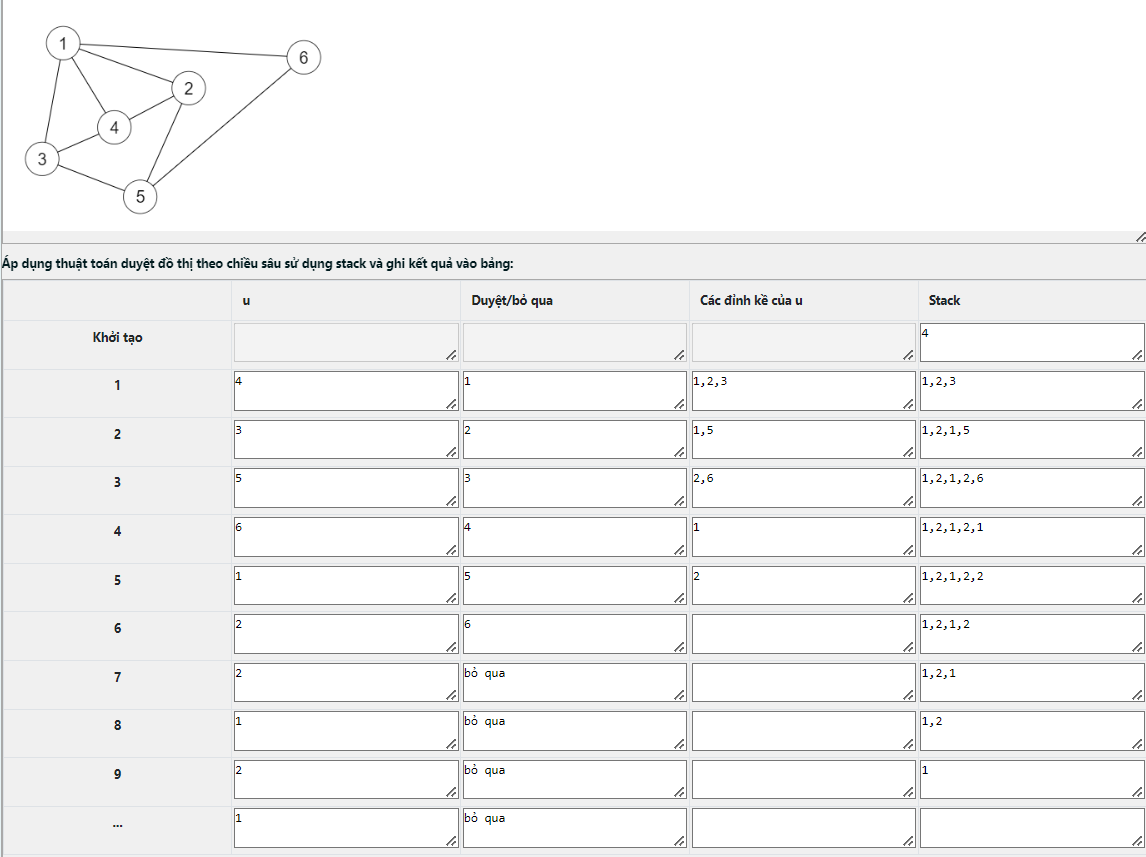 1
6
2
4
3
5
Áp dụng thuật toán duyệt đồ thị theo chiều sâu sử dụng stack và ghi kết quả vào bảng:
u Duyệt/bỏ qua Các đỉnh kề của u Stack
Khởi tạo 4
1 4 1 1,2,3 1,2,3
2 3 2 1,5 1,2,1,5
3 5 3 2,6 1,2,1,2,6
4 6 4 1 1,2,1,2,1
5 1 5 2 1,2,1,2,2
6 2 6 1,2,1,2
7 2 bỏ qua 1,2,1
8 1 bỏ qua 1,2
9 2 bỏ qua 1
... 1 bỏ qua